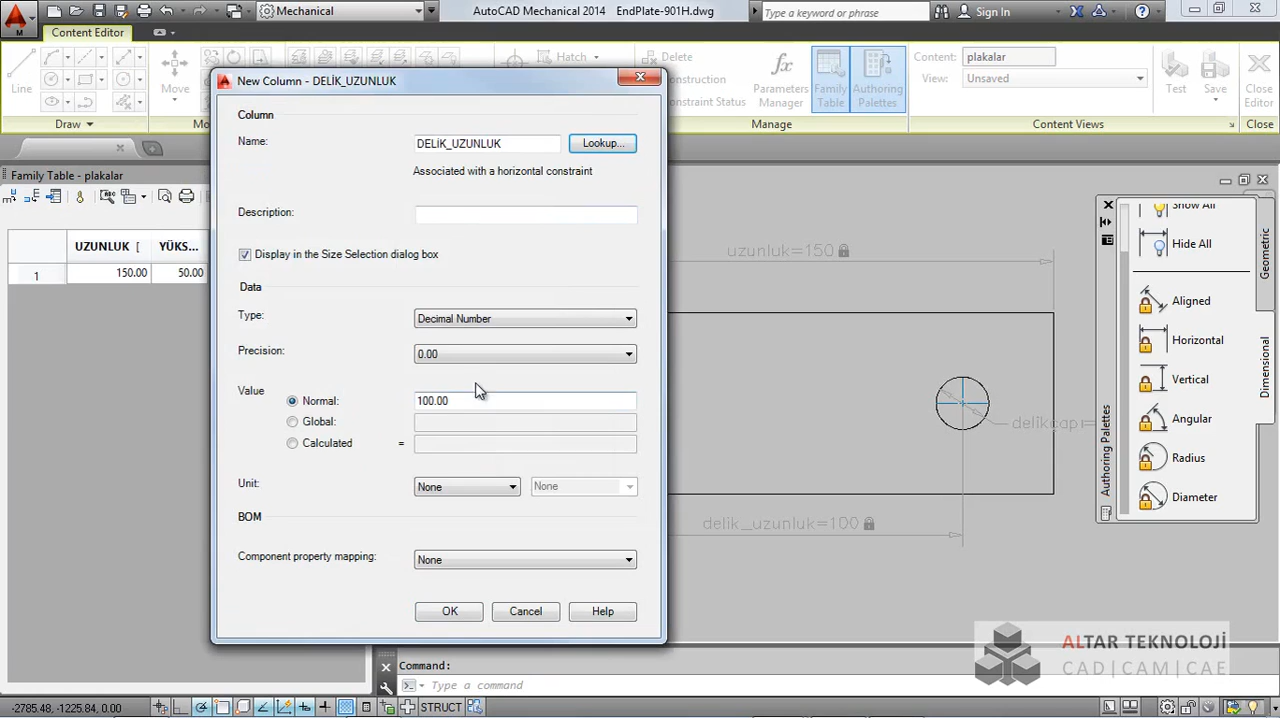 Mechanical
AutoCAD Mechanical 2014 EndPlate-901H.dwg
Type a keyword or phrase
Sign In
Content Editor
Line
Move
Hatch
Delete
Parameters Manager
Family Table
Authoring Palettes
Content: plakalar
View: Unsaved
Test
Save
Close Editor
Draw
Manage
Content Views
Close
onstruction
onstraint Status
New Column - DELİK_UZUNLUK
Column
Name: DELİK_UZUNLUK Lookup...
Associated with a horizontal constraint
Description:
Display in the Size Selection dialog box
Data
Type: Decimal Number
Precision: 0.00
Value
Normal: 100.00
Global:
Calculated =
Unit: None None
BOM
Component property mapping: None
OK Cancel Help
Family Table - plakalar
UZUNLUK [ YÜKS...
1 150.00 50.00
uzunluk=150
delikçapı=
delik_uzunluk=100
Show All
Hide All
Aligned
Horizontal
Vertical
Angular
Radius
Diameter
Geometric
Dimensional
Authoring Palettes
ALTAR TEKNOLOJİ
CAD|CAM|CAE
Command:
Type a command
-2785.48, -1225.84, 0.00
STRUCT